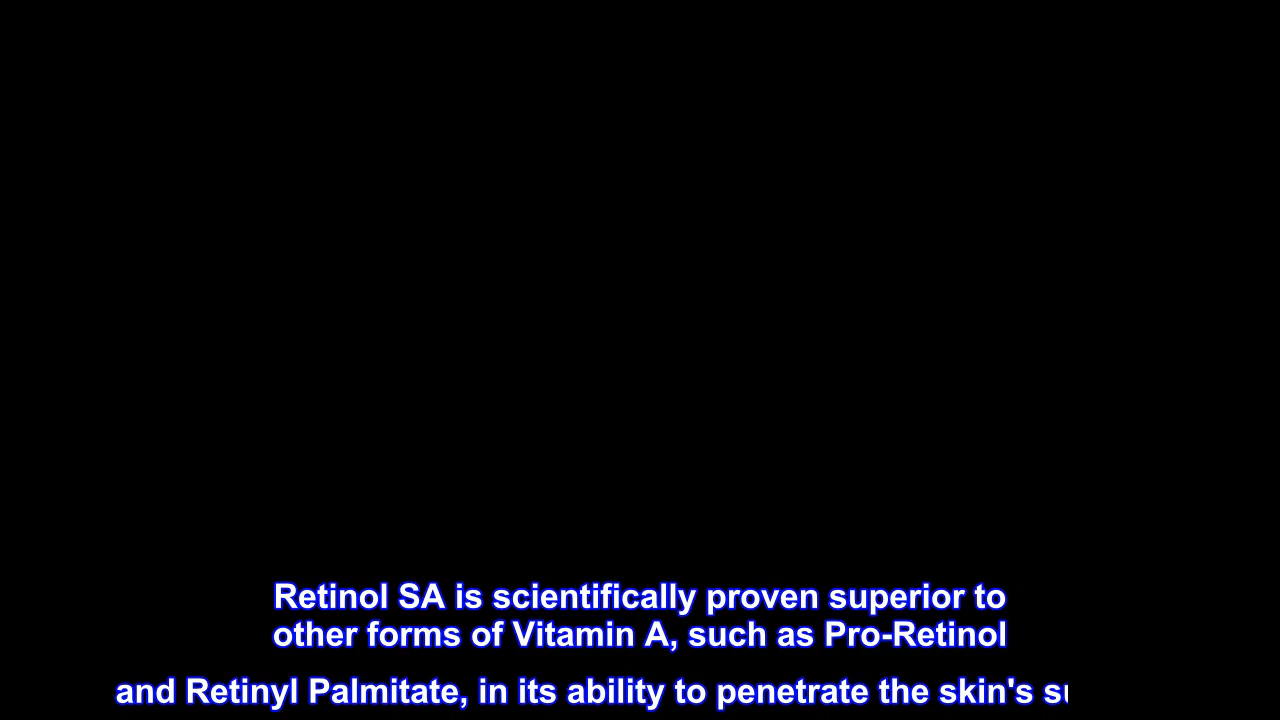 Retinol SA is scientifically proven superior to
other forms of Vitamin A, such as Pro-Retinol
and Retinyl Palmitate, in its ability to penetrate the skin's